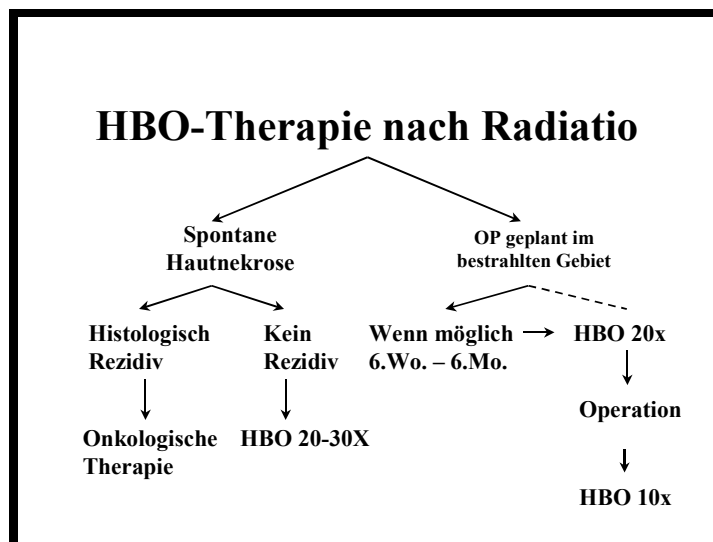 HBO-Therapie nach Radiatio
Spontane
Hautnekrose
OP geplant im
bestrahlten Gebiet
Histologisch
Rezidiv
Kein
Rezidiv
Wenn möglich
6.Wo. – 6.Mo.
HBO 20x
Onkologische
Therapie
HBO 20-30X
Operation
HBO 10x